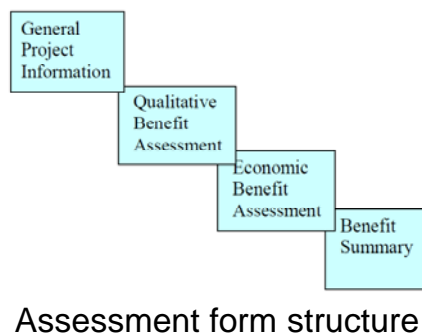 General
Project
Information
Qualitative
Benefit
Assessment
Economic
Benefit
Assessment
Benefit
Summary
Assessment form structure